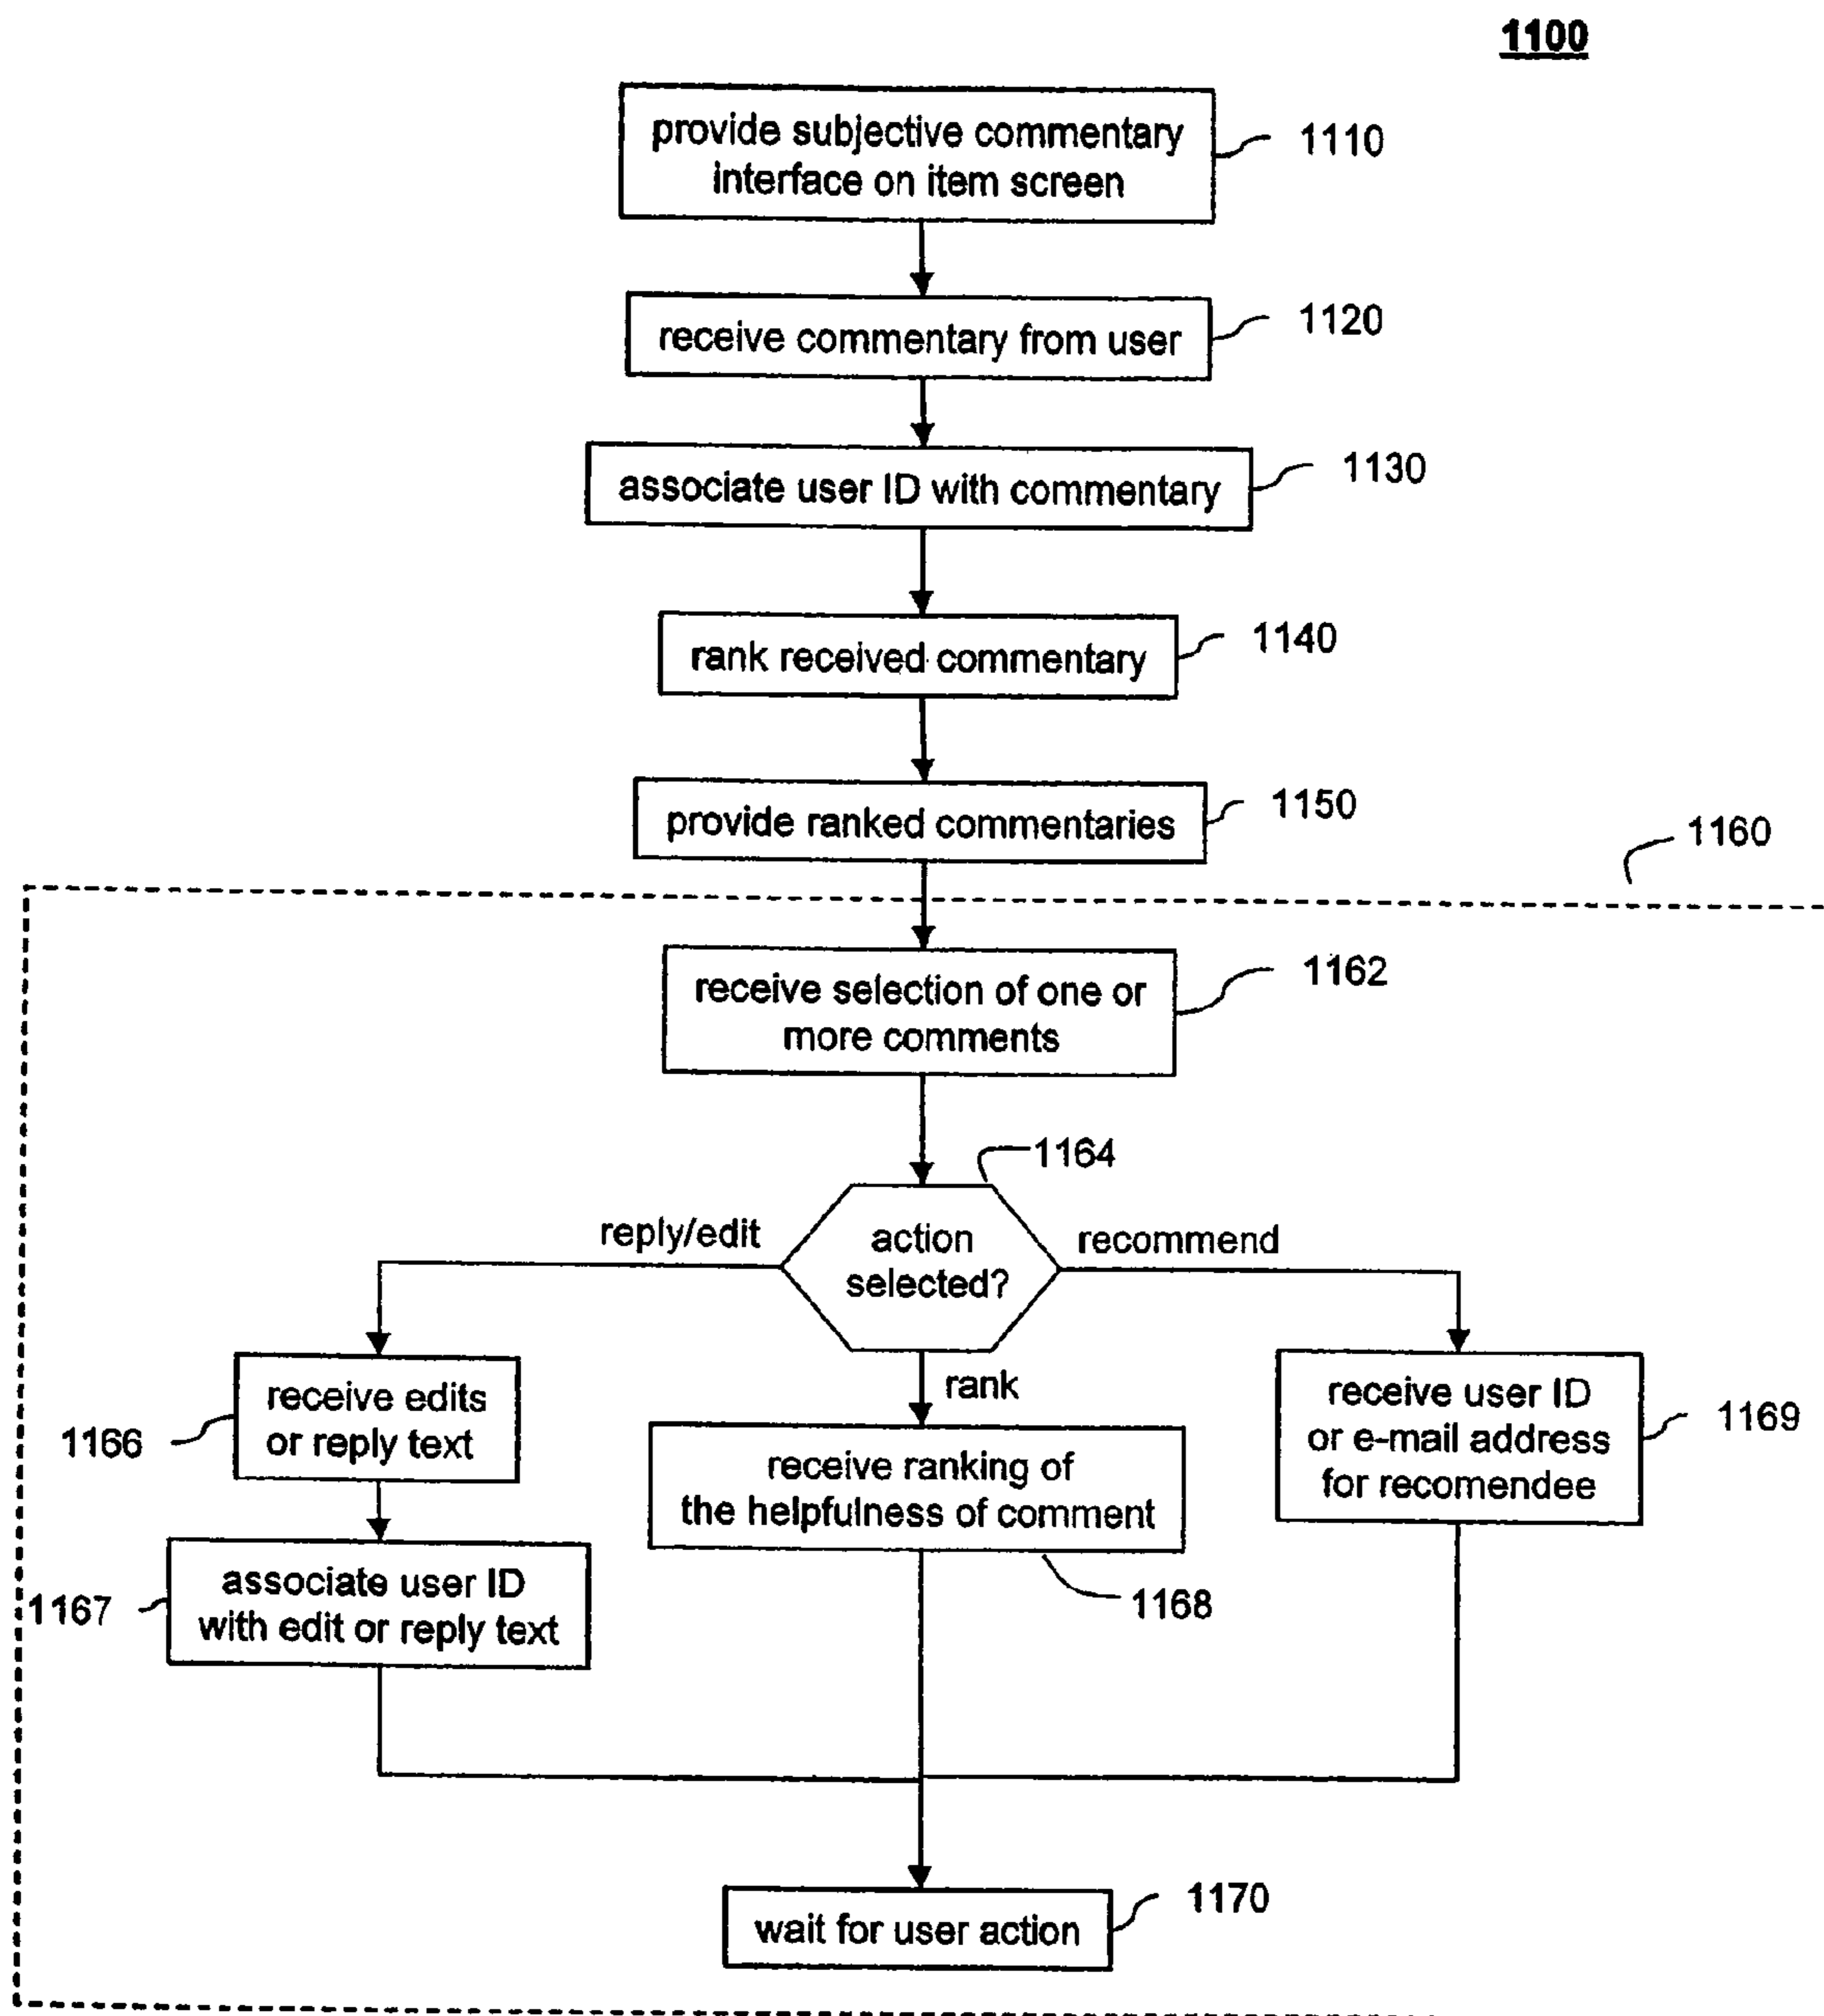 1100
provide subjective commentary
interface on item screen
1110
receive commentary from user
1120
associate user ID with commentary
1130
rank received commentary
1140
provide ranked commentaries
1150
1160
receive selection of one or
more comments
1162
1164
reply/edit
action
selected?
recommend
rank
receive edits
or reply text
1166
receive ranking of
the helpfulness of comment
1168
receive user ID
or e-mail address
for recomendee
1169
associate user ID
with edit or reply text
1167
wait for user action
1170